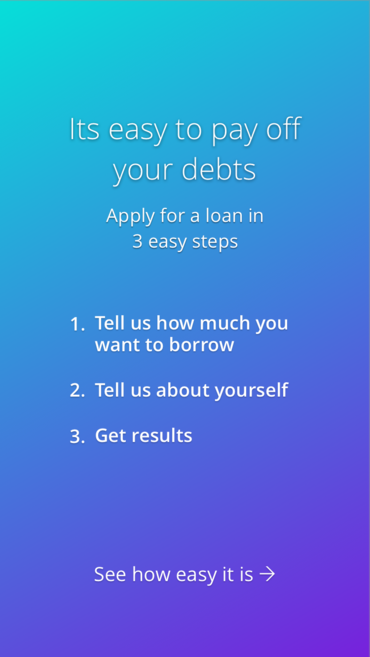 Its easy to pay off
your debts
Apply for a loan in
3 easy steps
1. Tell us how much you
want to borrow
2. Tell us about yourself
3. Get results
See how easy it is →